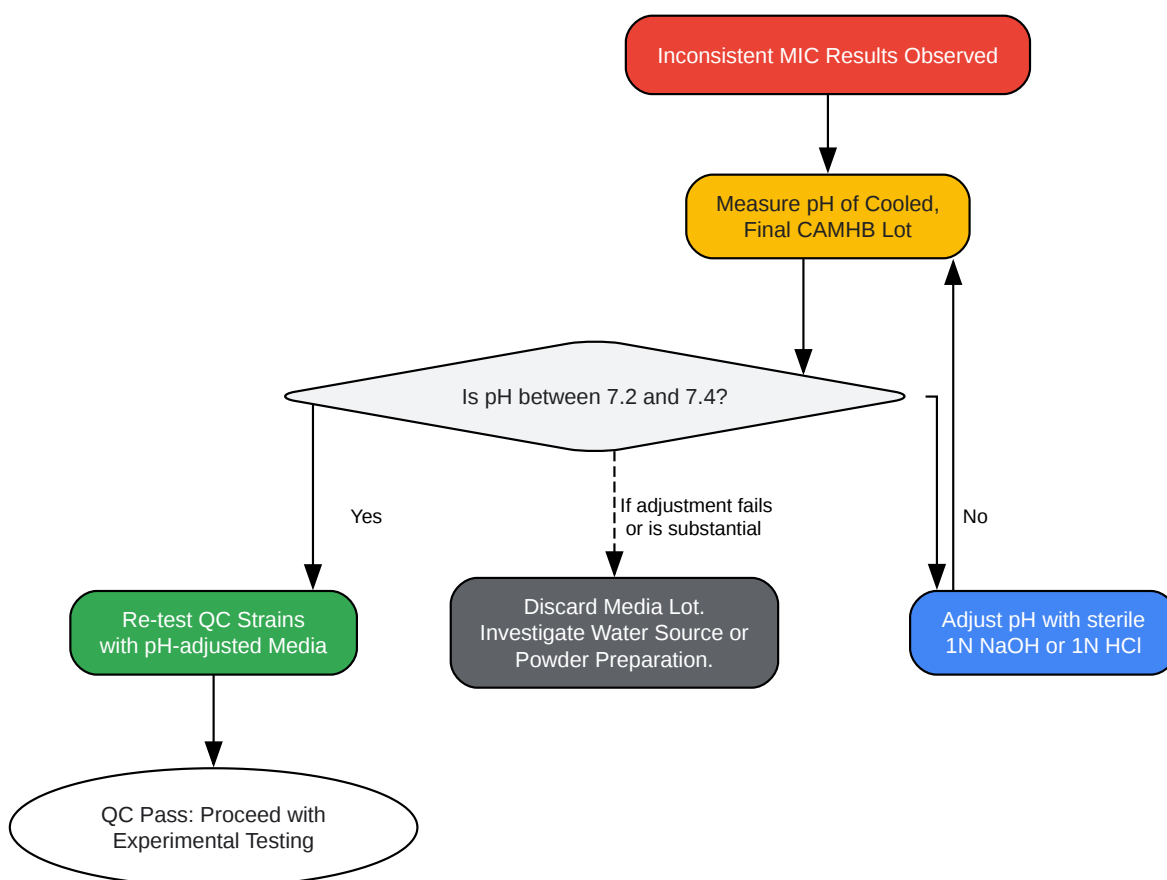 Inconsistent MIC Results Observed
Measure pH of Cooled,
Final CAMHB Lot
Is pH between 7.2 and 7.4?
Yes
If adjustment fails
or is substantial
No
Re-test QC Strains
with pH-adjusted Media
Discard Media Lot.
Investigate Water Source or
Powder Preparation.
Adjust pH with sterile
1N NaOH or 1N HCl
QC Pass: Proceed with
Experimental Testing